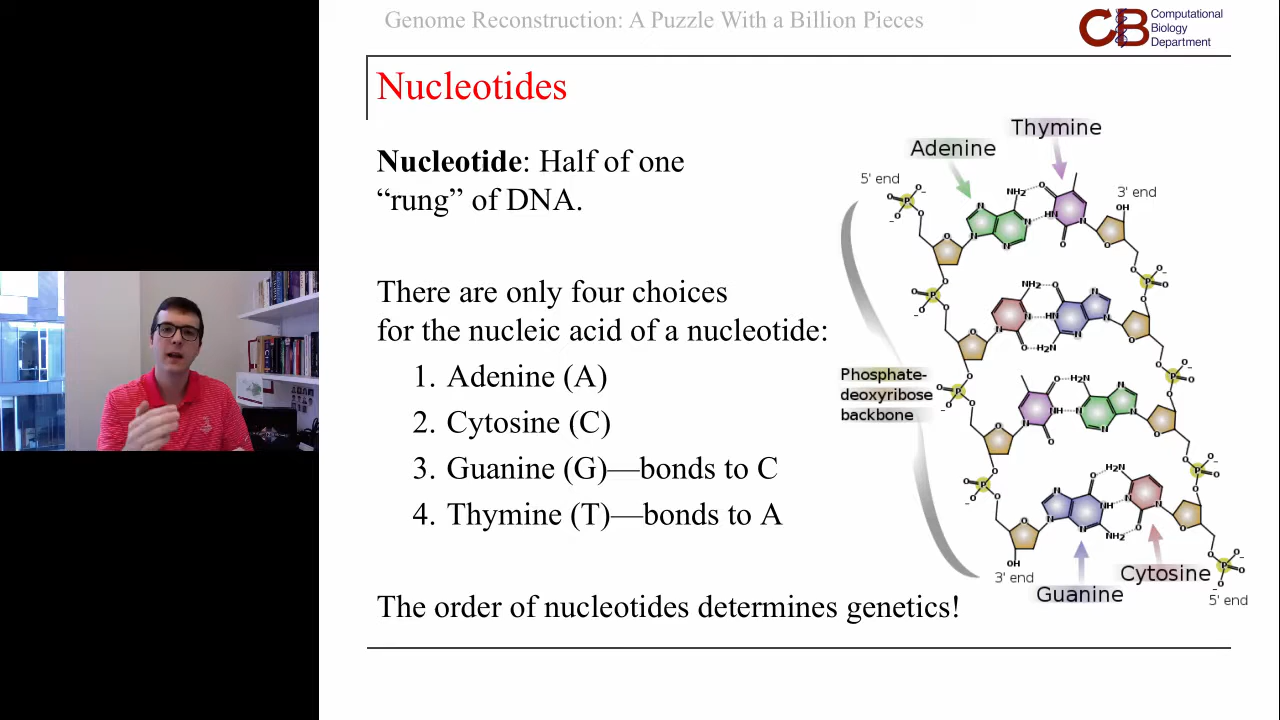 Genome Reconstruction: A Puzzle With a Billion Pieces
CB Computational
Biology
Department
Nucleotides
Nucleotide: Half of one
“rung” of DNA.
There are only four choices
for the nucleic acid of a nucleotide:
1. Adenine (A)
2. Cytosine (C)
3. Guanine (G)—bonds to C
4. Thymine (T)—bonds to A
The order of nucleotides determines genetics!
Thymine
Adenine
5' end
3' end
Phosphate-
deoxyribose
backbone
3' end
Cytosine
Guanine
5' end